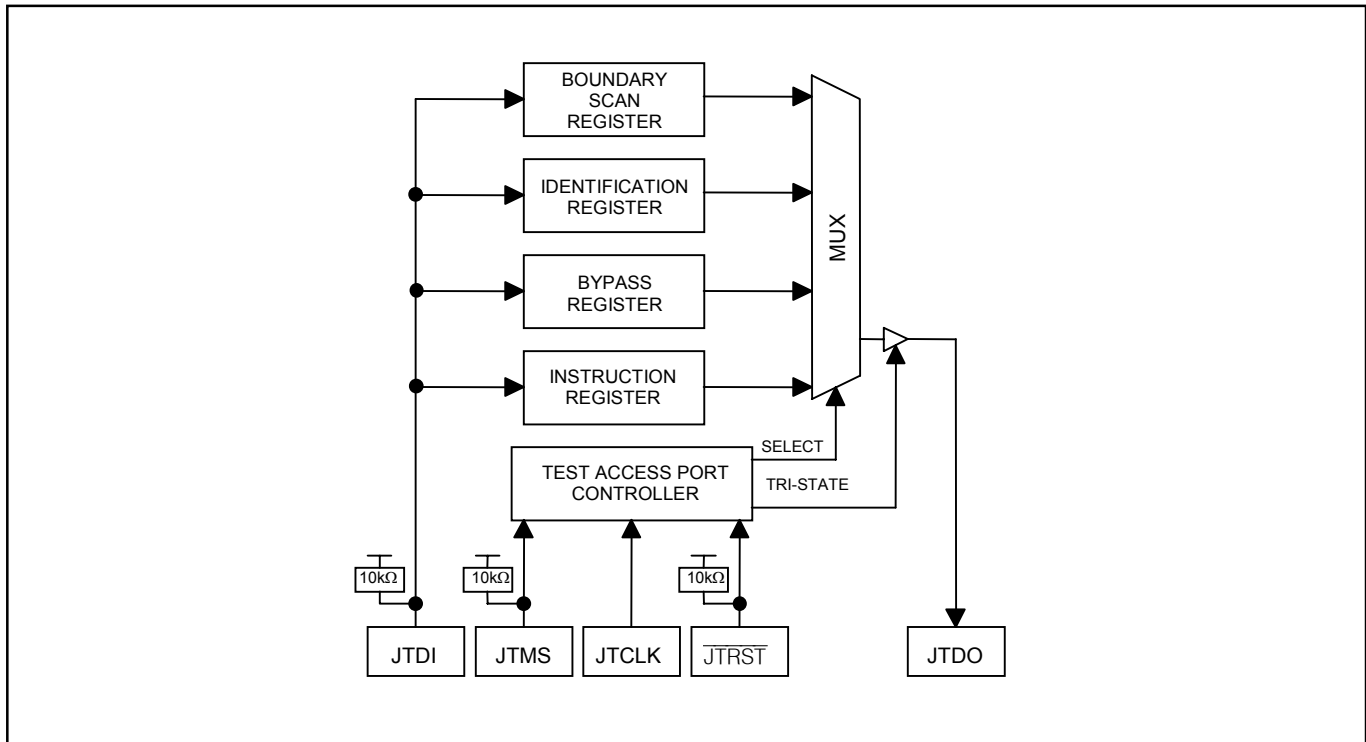 BOUNDARY
SCAN
REGISTER
IDENTIFICATION
REGISTER
BYPASS
REGISTER
INSTRUCTION
REGISTER
MUX
SELECT
TEST ACCESS PORT
CONTROLLER
TRI-STATE
10kΩ
10kΩ
10kΩ
JTDI
JTMS
JTCLK
JTRST
JTDO